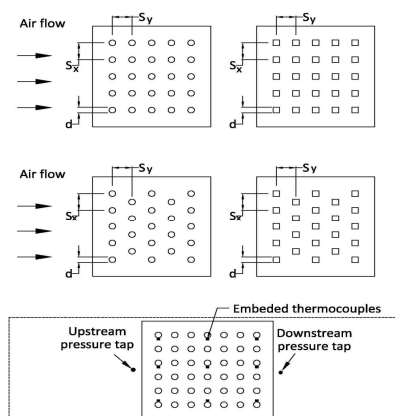 Air flow
Sy
Sx
d
Sy
Sx
d
Air flow
Sy
Sx
d
Sy
Sx
d
Embeded thermocouples
Upstream
pressure tap
Downstream
pressure tap